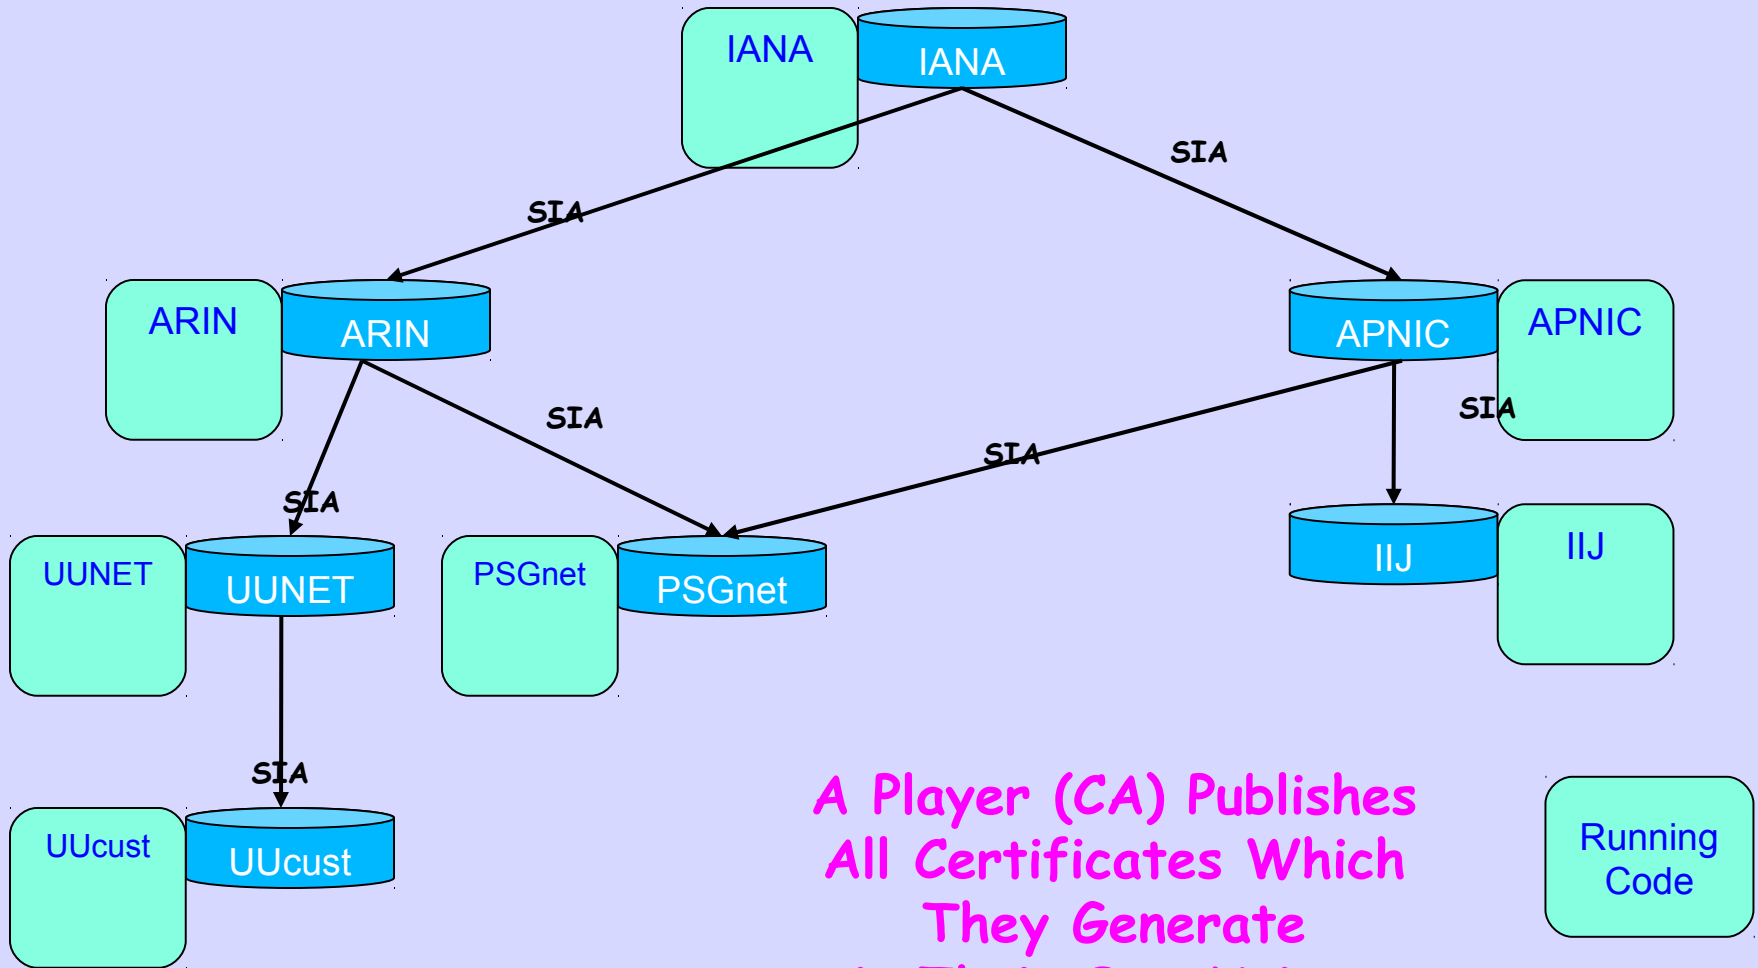 IANA
IANA
SIA
SIA
ARIN
ARIN
APNIC
APNIC
SIA
SIA
SIA
SIA
UUNET
UUNET
PSGnet
PSGnet
IIJ
IIJ
SIA
UUcust
UUcust
A Player (CA) Publishes
All Certificates Which
They Generate
Running
Code